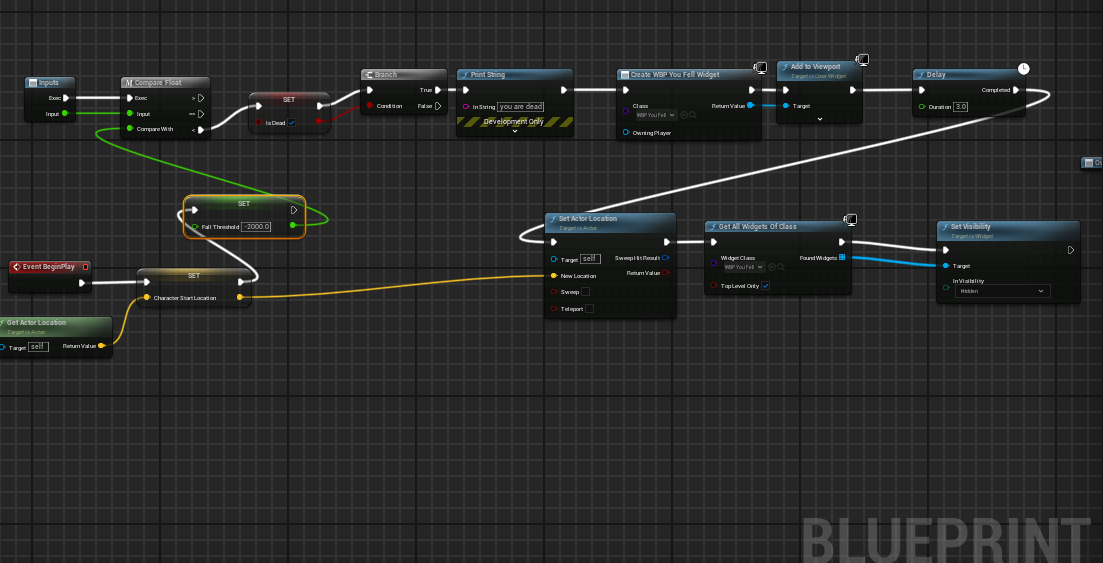 Inputs
Exec
Input
Compare Float
Exec
>
Input
==
Compare With
<
SET
Is Dead
Branch
True
Condition
False
Print String
In String
you are dead
Development Only
Create WBP You Fell Widget
Class
Return Value
WBP You Fell
Owning Player
Add to Viewport
Target is User Widget
Target
Delay
Completed
Duration
3.0
SET
Fall Threshold
-2000.0
Event BeginPlay
SET
Character Start Location
Get Actor Location
Target is Actor
Target
self
Return Value
Set Actor Location
Target is Actor
Target
self
Sweep Hit Result
New Location
Return Value
Sweep
Teleport
Get All Widgets Of Class
Widget Class
Found Widgets
WBP You Fell
Top Level Only
Set Visibility
Target is Widget
Target
In Visibility
Hidden
BLUEPRINT